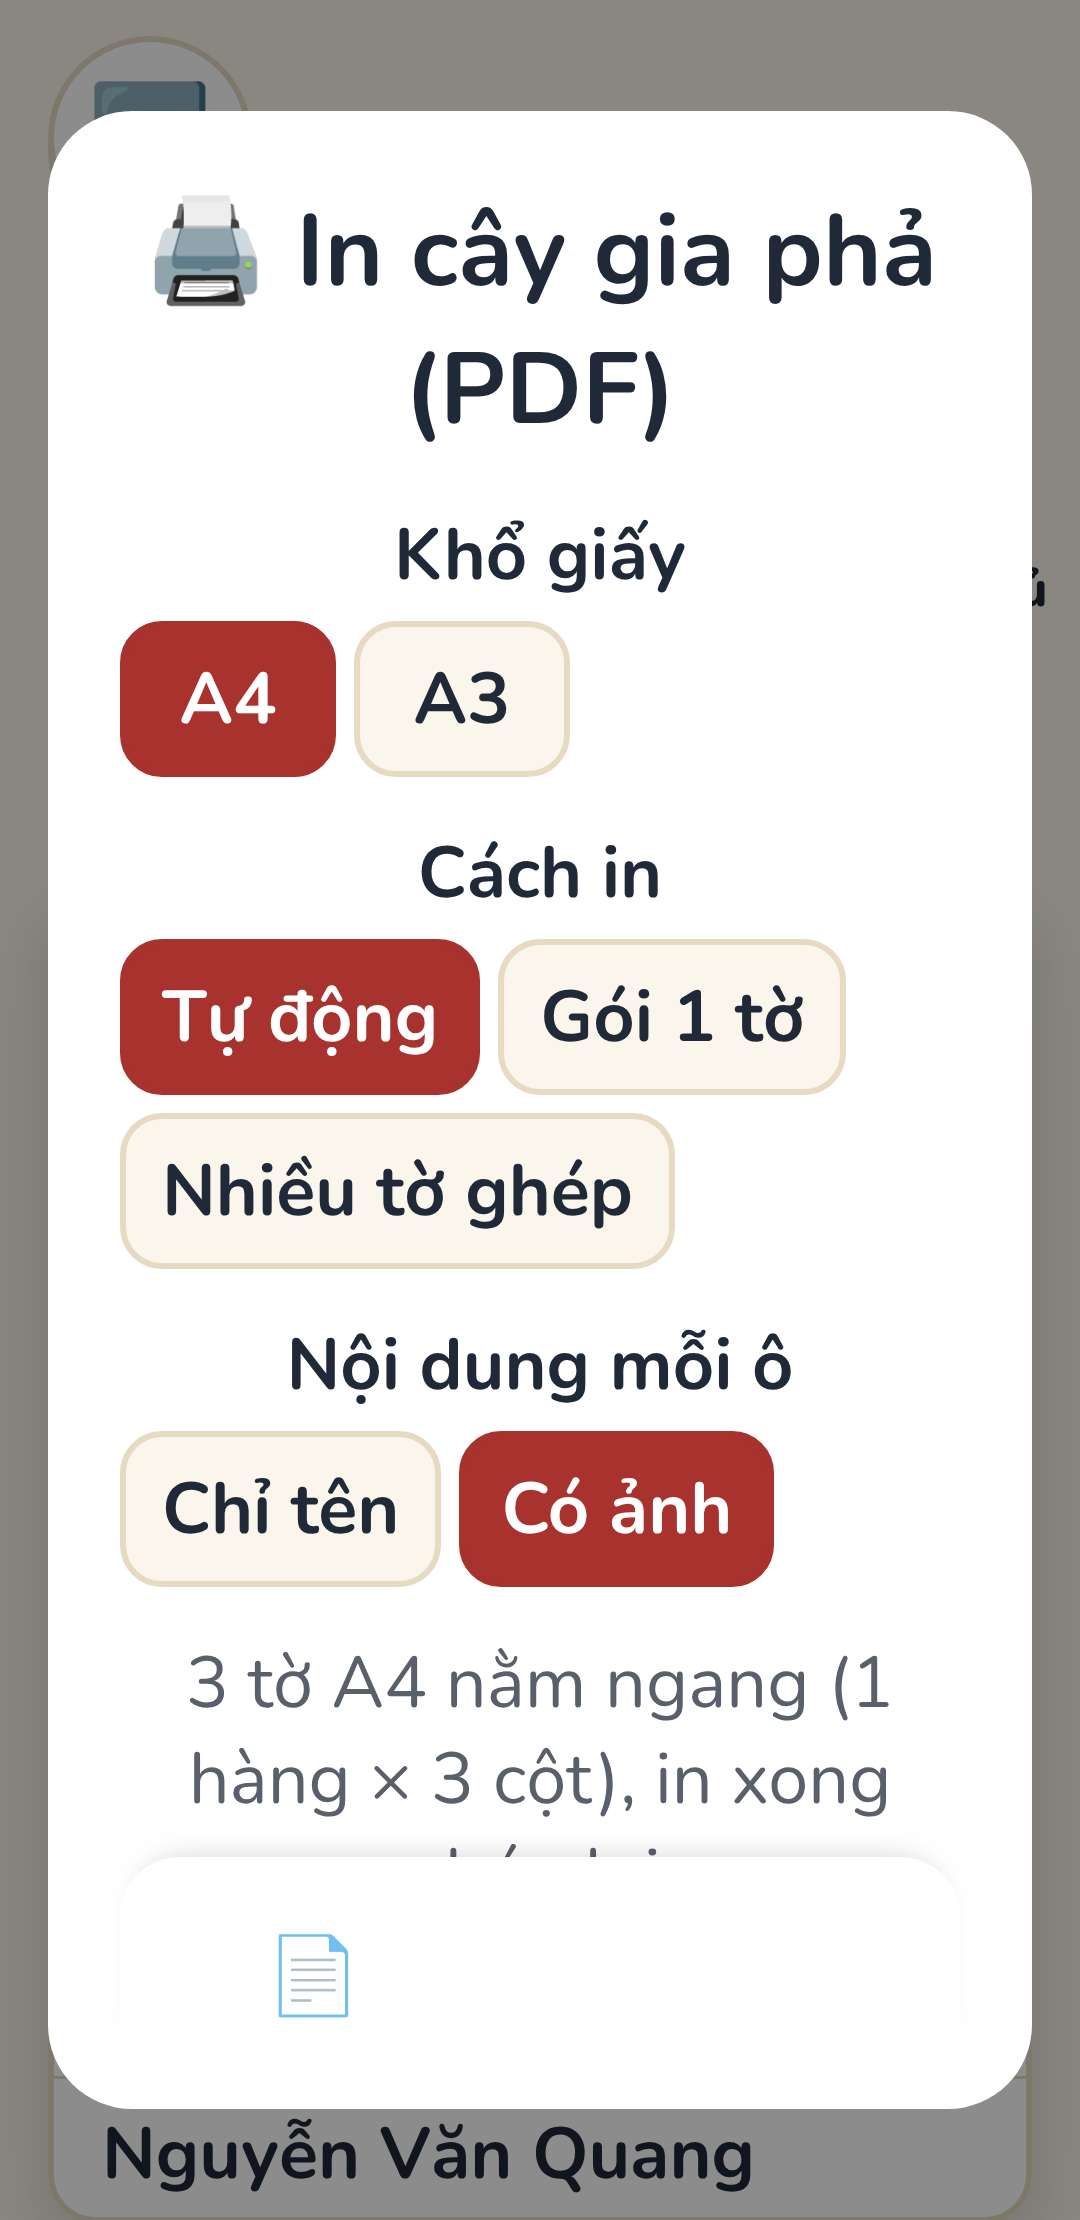 In cây gia phả
(PDF)
Khổ giấy
A4 A3
Cách in
Tự động Gói 1 tờ
Nhiều tờ ghép
Nội dung mỗi ô
Chỉ tên Có ảnh
3 tờ A4 nằm ngang (1
hàng × 3 cột), in xong
Nguyễn Văn Quang